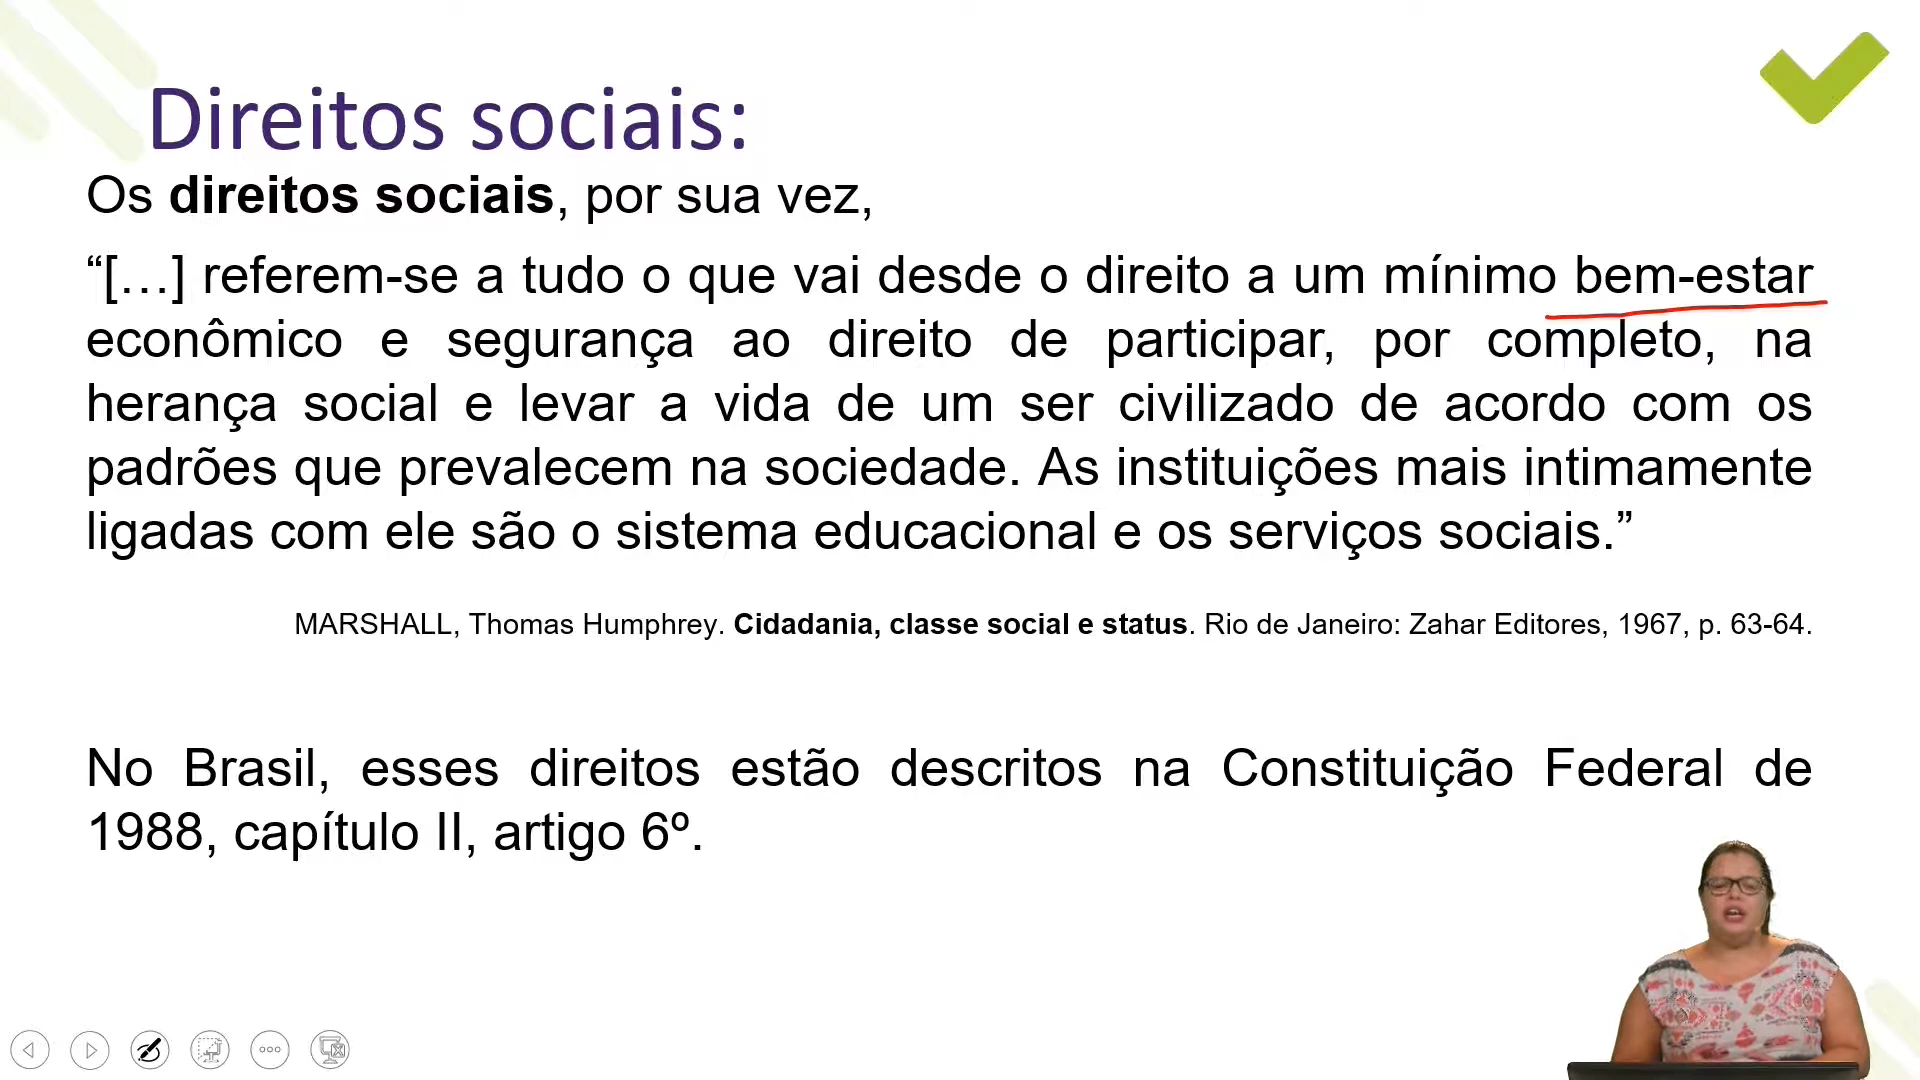 Direitos sociais:
Os direitos sociais, por sua vez,
“[…] referem-se a tudo o que vai desde o direito a um mínimo bem-estar
econômico e segurança ao direito de participar, por completo, na
herança social e levar a vida de um ser civilizado de acordo com os
padrões que prevalecem na sociedade. As instituições mais intimamente
ligadas com ele são o sistema educacional e os serviços sociais.”
MARSHALL, Thomas Humphrey. Cidadania, classe social e status. Rio de Janeiro: Zahar Editores, 1967, p. 63-64.
No Brasil, esses direitos estão descritos na Constituição Federal de
1988, capítulo II, artigo 6º.